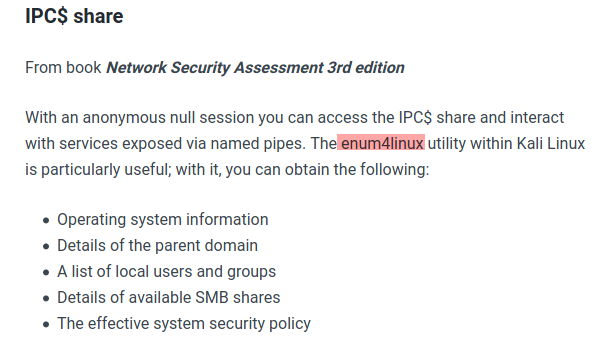 IPC$ share
From book Network Security Assessment 3rd edition
With an anonymous null session you can access the IPC$ share and interact
with services exposed via named pipes. The enum4linux utility within Kali Linux
is particularly useful; with it, you can obtain the following:
• Operating system information
• Details of the parent domain
• A list of local users and groups
• Details of available SMB shares
• The effective system security policy